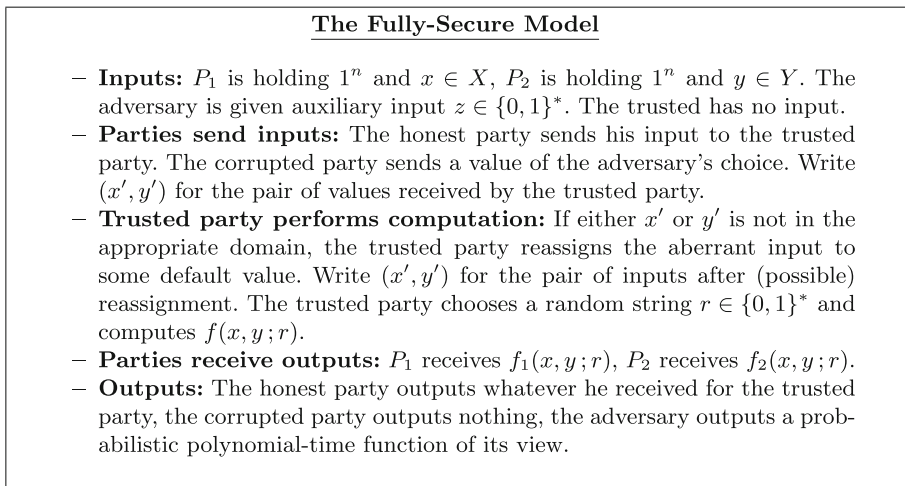 The Fully-Secure Model
– Inputs: P₁ is holding 1ⁿ and x ∈ X, P₂ is holding 1ⁿ and y ∈ Y. The
adversary is given auxiliary input z ∈ {0, 1}*. The trusted has no input.
– Parties send inputs: The honest party sends his input to the trusted
party. The corrupted party sends a value of the adversary's choice. Write
(x′, y′) for the pair of values received by the trusted party.
– Trusted party performs computation: If either x′ or y′ is not in the
appropriate domain, the trusted party reassigns the aberrant input to
some default value. Write (x′, y′) for the pair of inputs after (possible)
reassignment. The trusted party chooses a random string r ∈ {0, 1}* and
computes f(x, y ; r).
– Parties receive outputs: P₁ receives f₁(x, y ; r), P₂ receives f₂(x, y ; r).
– Outputs: The honest party outputs whatever he received for the trusted
party, the corrupted party outputs nothing, the adversary outputs a prob-
abilistic polynomial-time function of its view.